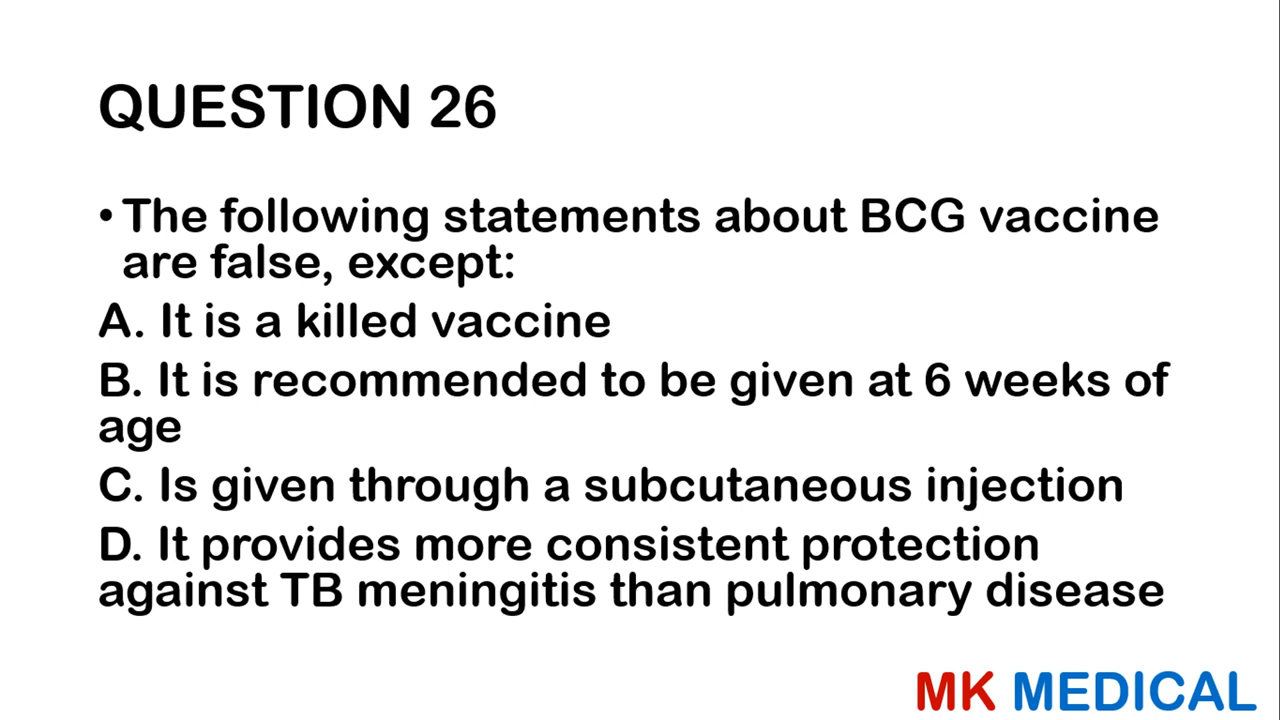 QUESTION 26
• The following statements about BCG vaccine
are false, except:
A. It is a killed vaccine
B. It is recommended to be given at 6 weeks of
age
C. Is given through a subcutaneous injection
D. It provides more consistent protection
against TB meningitis than pulmonary disease
MK MEDICAL